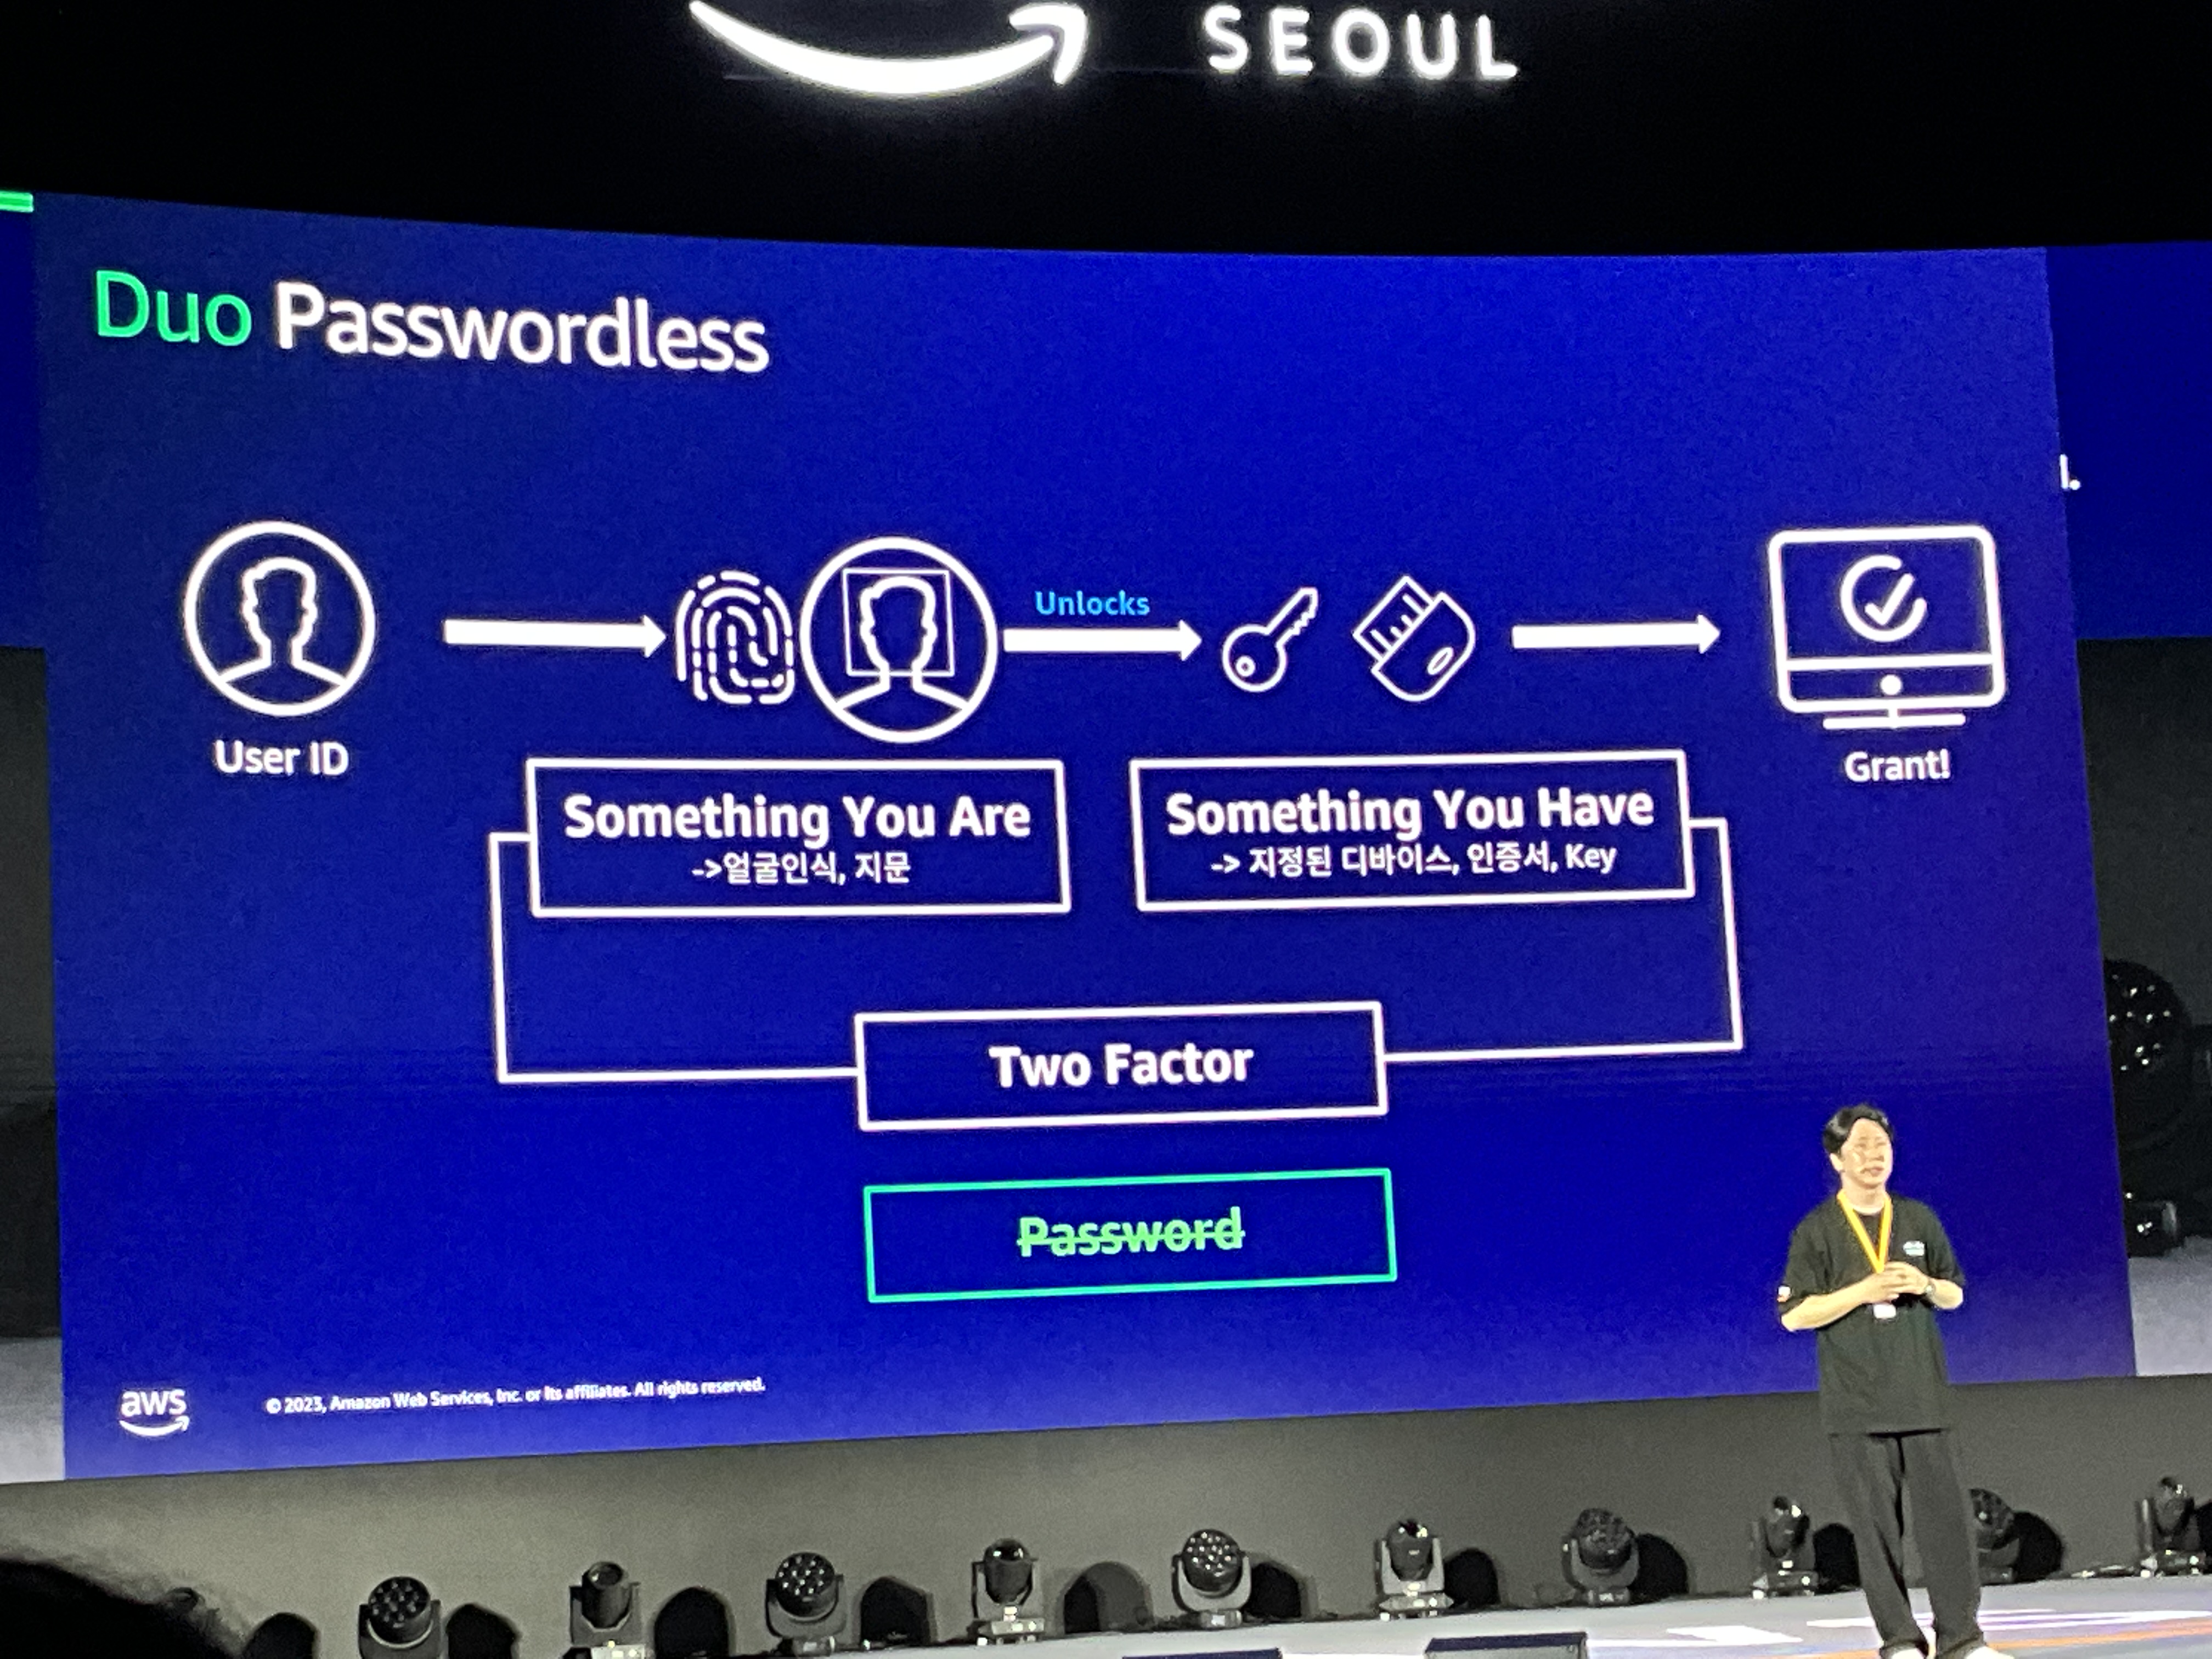 SEOUL
Duo Passwordless
Unlocks
User ID
Grant!
Something You Are
->얼굴인식, 지문
Something You Have
-> 지정된 디바이스, 인증서, Key
Two Factor
Password
aws
© 2023, Amazon Web Services, Inc. or its affiliates. All rights reserved.